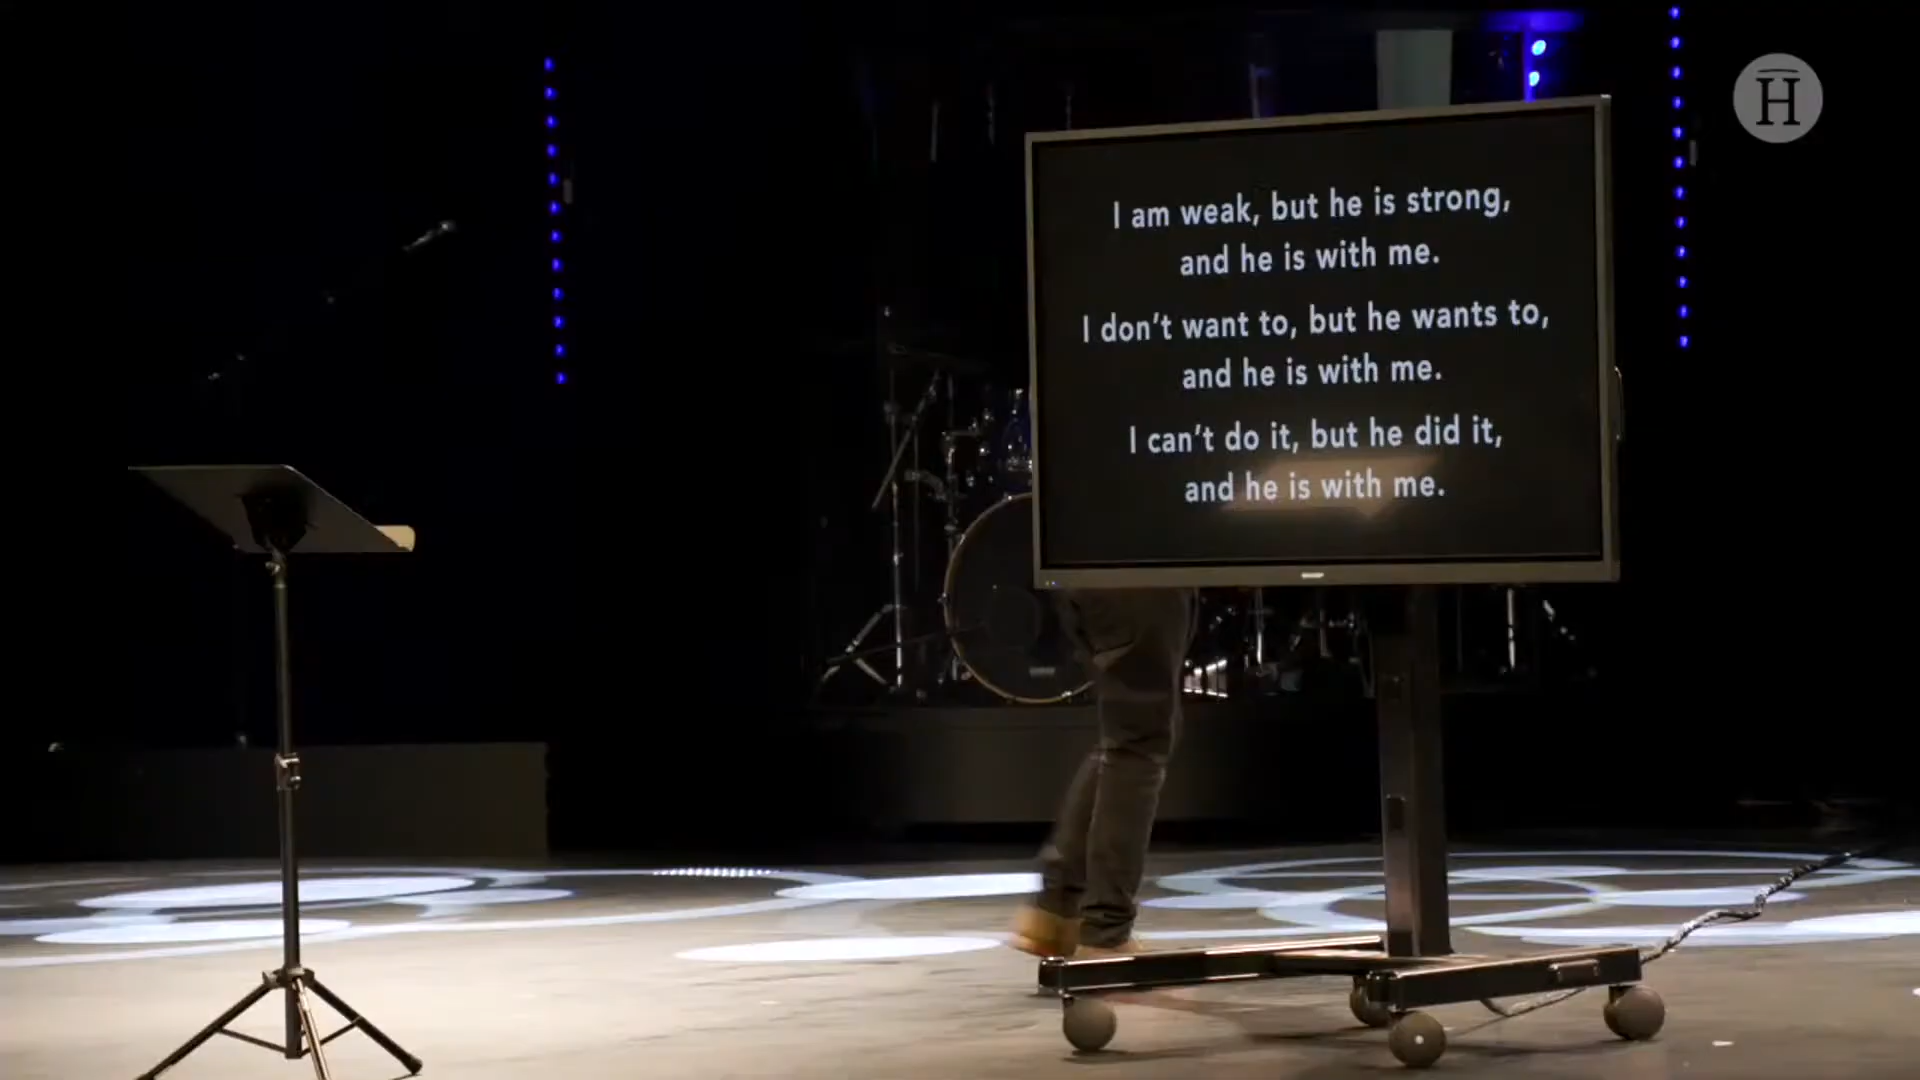 H
I am weak, but he is strong,
and he is with me.
I don't want to, but he wants to,
and he is with me.
I can't do it, but he did it,
and he is with me.